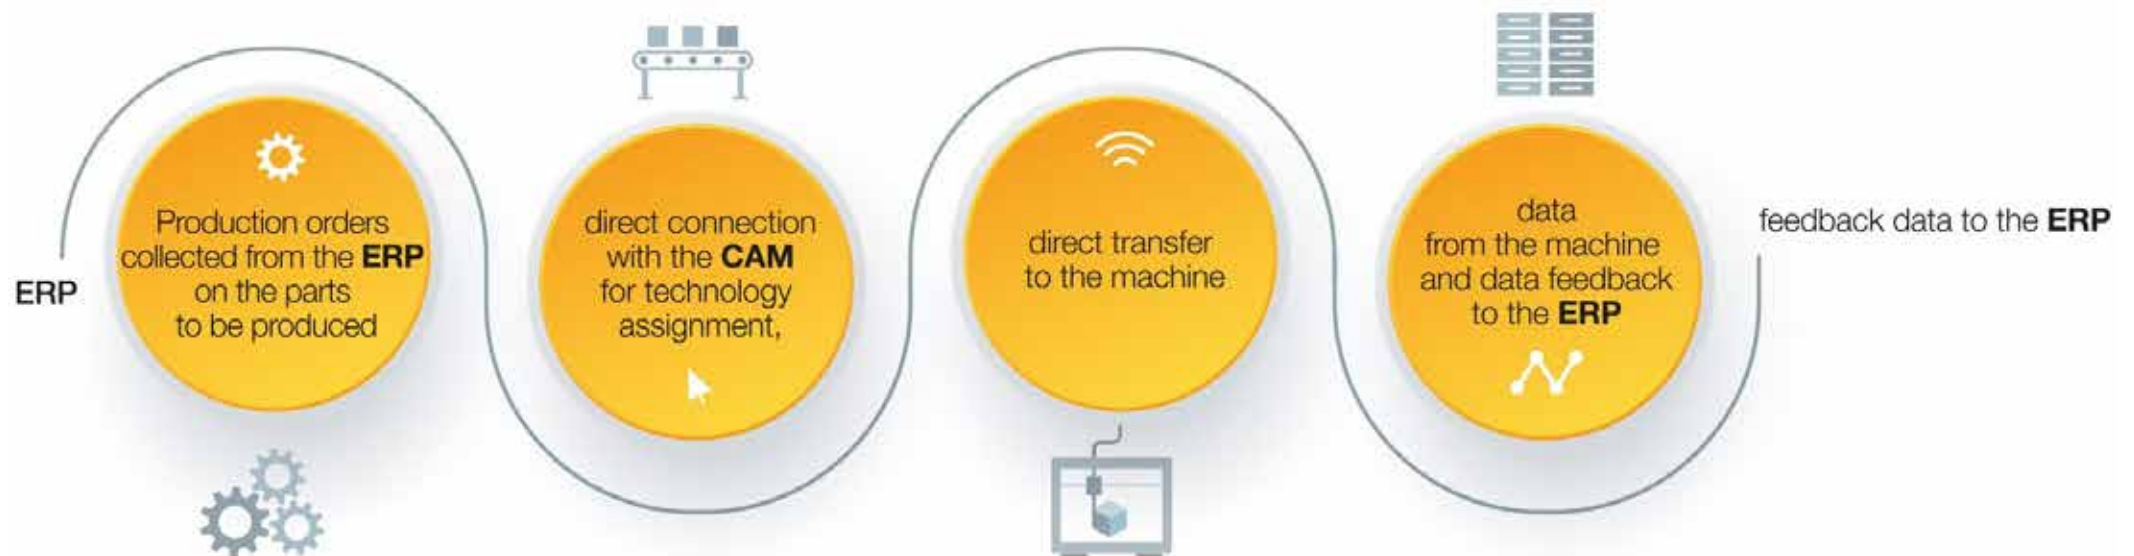 ERP
Production orders
collected from the ERP
on the parts
to be produced
direct connection
with the CAM
for technology
assignment,
direct transfer
to the machine
data
from the machine
and data feedback
to the ERP
feedback data to the ERP